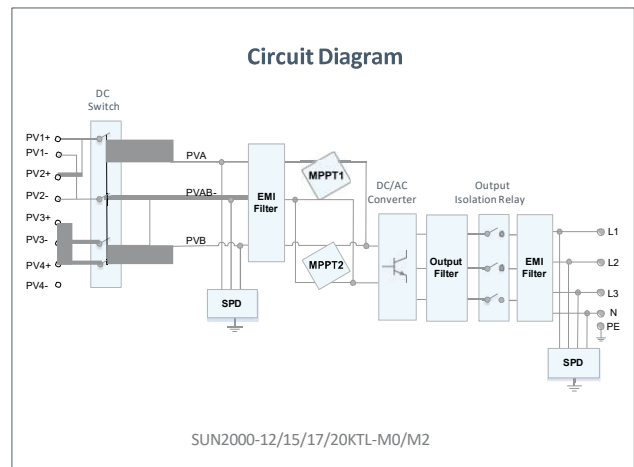 Circuit Diagram
DC
Switch
PV1+
PV1-
PV2+
PV2-
PV3+
PV3-
PV4+
PV4-
PVA
PVAB-
PVB
SPD
EMI
Filter
MPPT1
MPPT2
DC/AC
Converter
Output
Filter
Output
Isolation Relay
EMI
Filter
L1
L2
L3
N
PE
SPD
SUN2000-12/15/17/20KTL-M0/M2